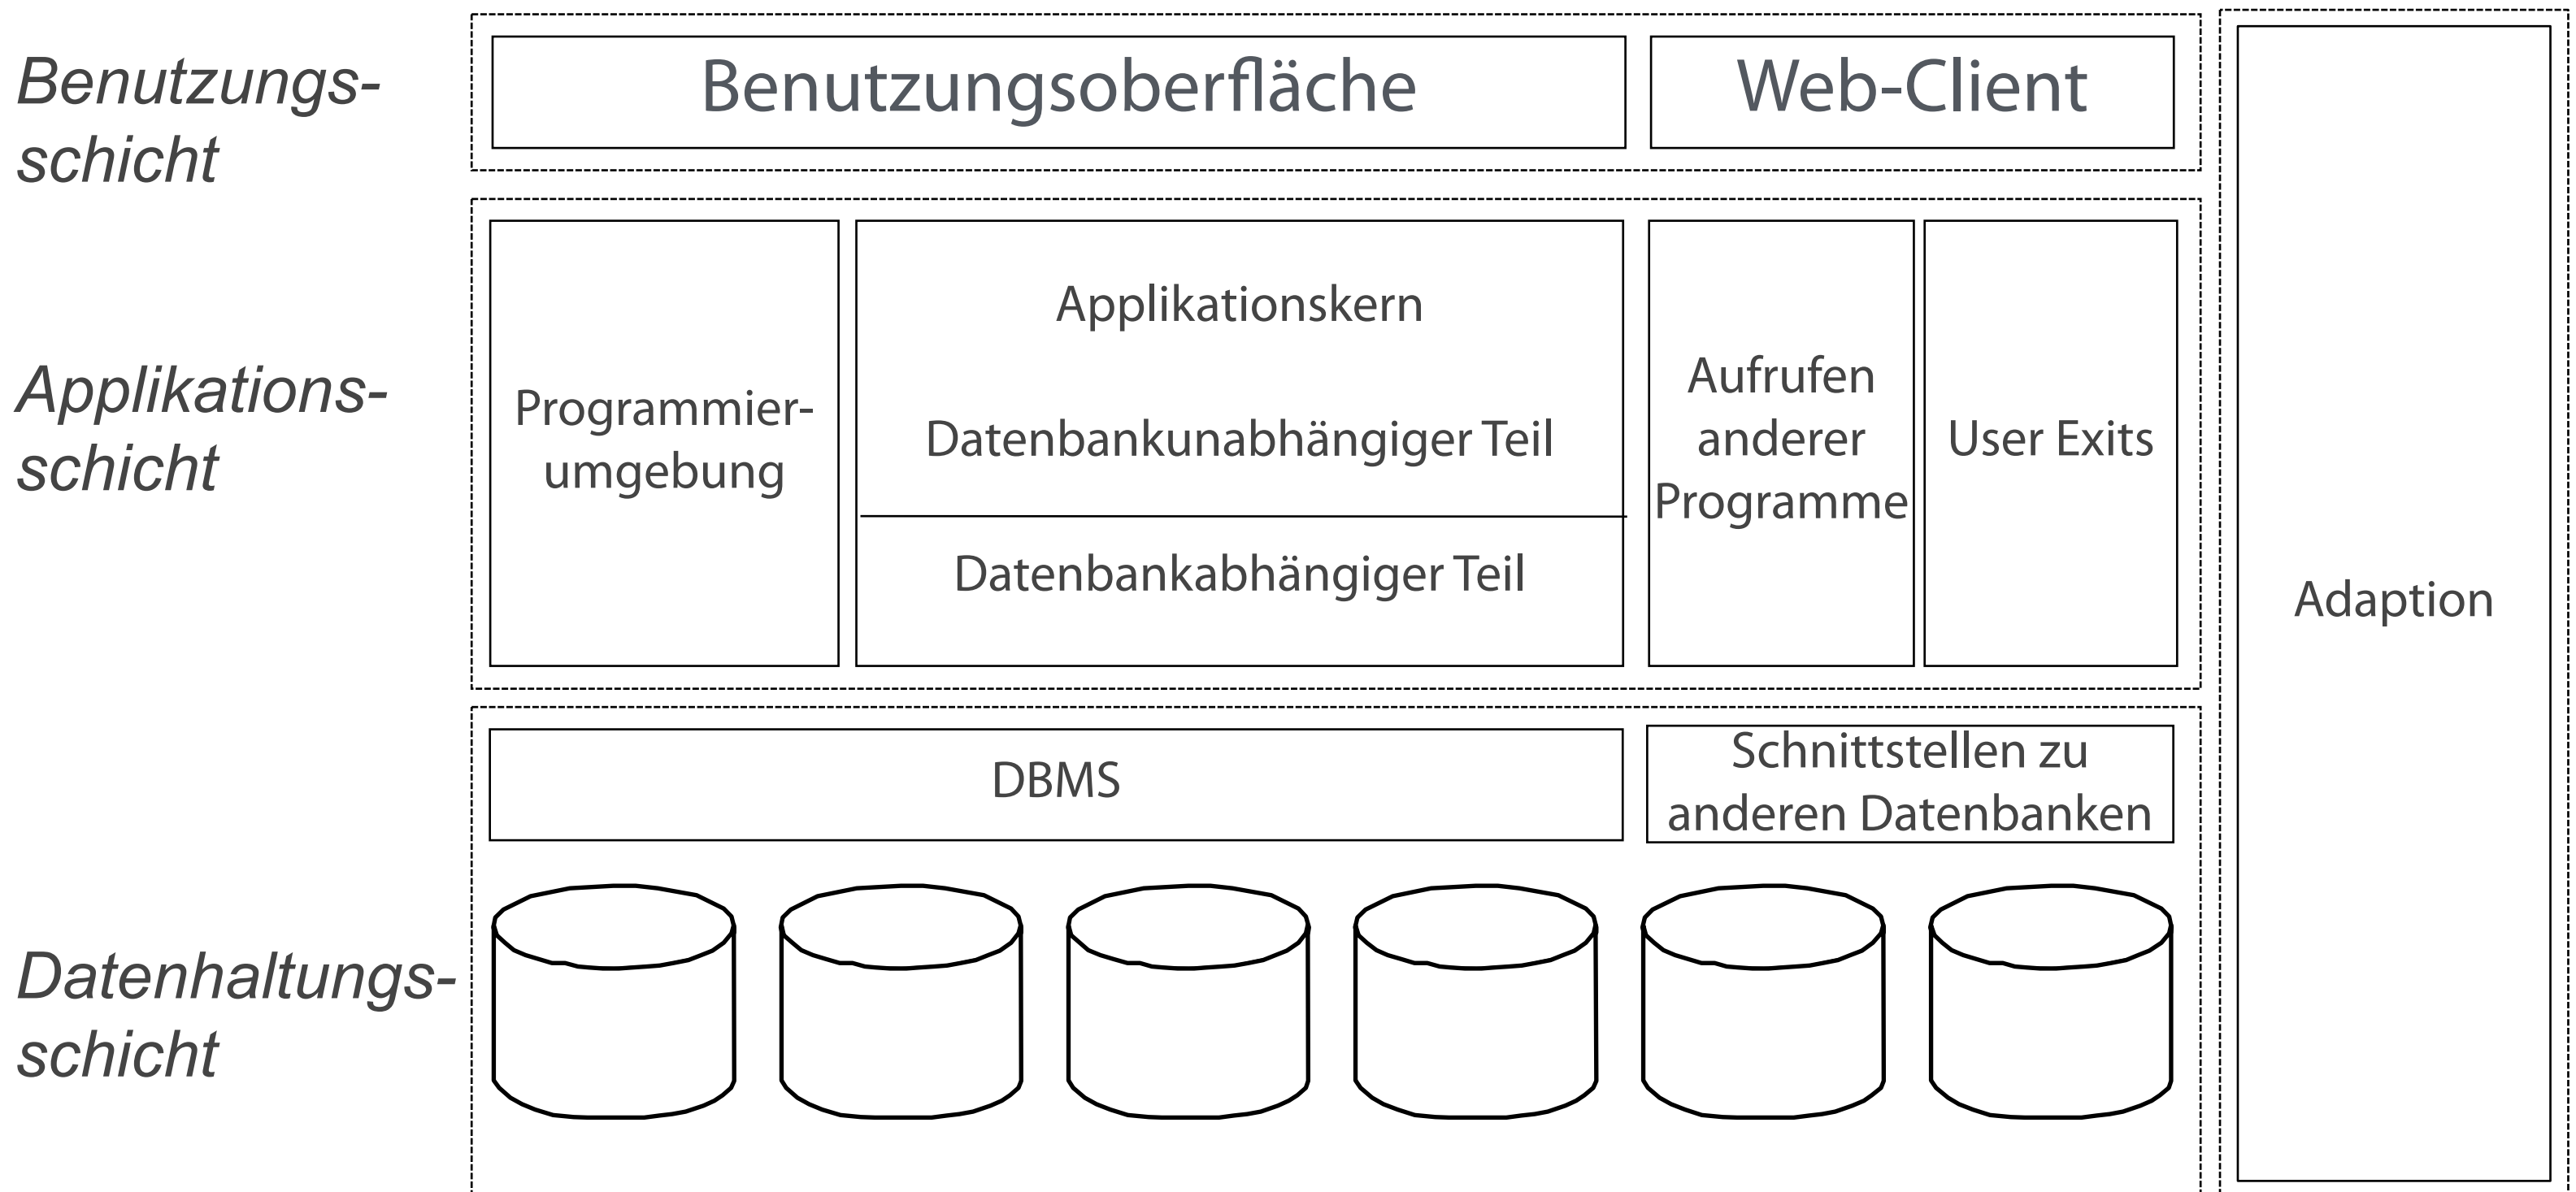 Benutzungs-
schicht
Benutzungsoberfläche
Web-Client
Applikations-
schicht
Programmier-
umgebung
Applikationskern
Datenbankunabhängiger Teil
Datenbankabhängiger Teil
Aufrufen
anderer
Programme
User Exits
Adaption
Datenhaltungs-
schicht
DBMS
Schnittstellen zu
anderen Datenbanken